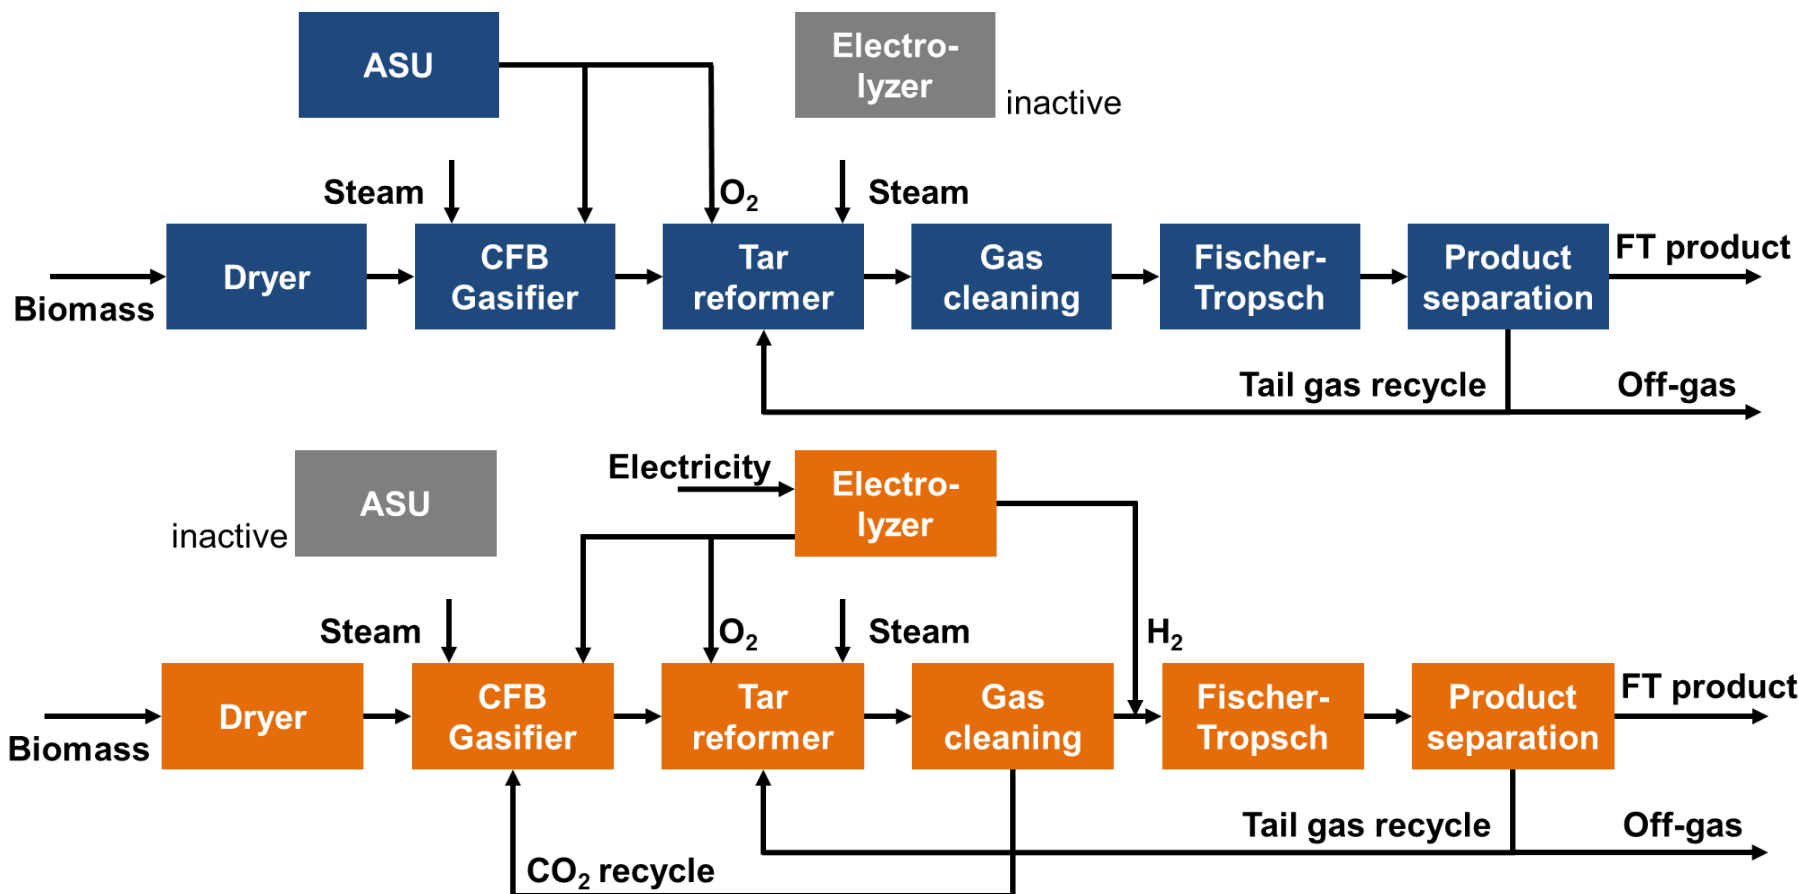 ASU
Electro-
lyzer
inactive
Steam
O₂
Steam
Biomass
Dryer
CFB
Gasifier
Tar
reformer
Gas
cleaning
Fischer-
Tropsch
Product
separation
FT product
Tail gas recycle
Off-gas
ASU
inactive
Electricity
Electro-
lyzer
Steam
O₂
Steam
H₂
Biomass
Dryer
CFB
Gasifier
Tar
reformer
Gas
cleaning
Fischer-
Tropsch
Product
separation
FT product
Tail gas recycle
Off-gas
CO₂ recycle